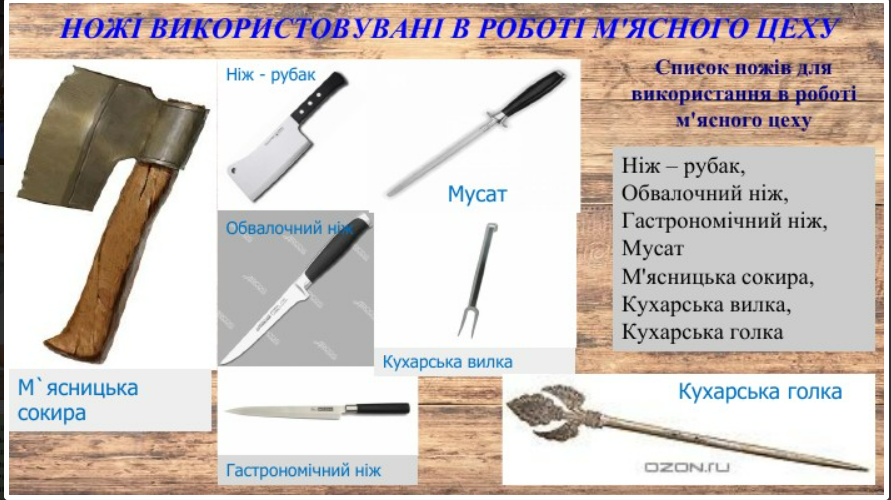 НОЖІ ВИКОРИСТОВУВАНІ В РОБОТІ М'ЯСНОГО ЦЕХУ
Ніж - рубак
Мусат
Обвалочний ніж
Кухарська вилка
М`ясницька
сокира
Гастрономічний ніж
Список ножів для
використання в роботі
м'ясного цеху
Ніж – рубак,
Обвалочний ніж,
Гастрономічний ніж,
Мусат
М'ясницька сокира,
Кухарська вилка,
Кухарська голка
Кухарська голка
OZON.RU